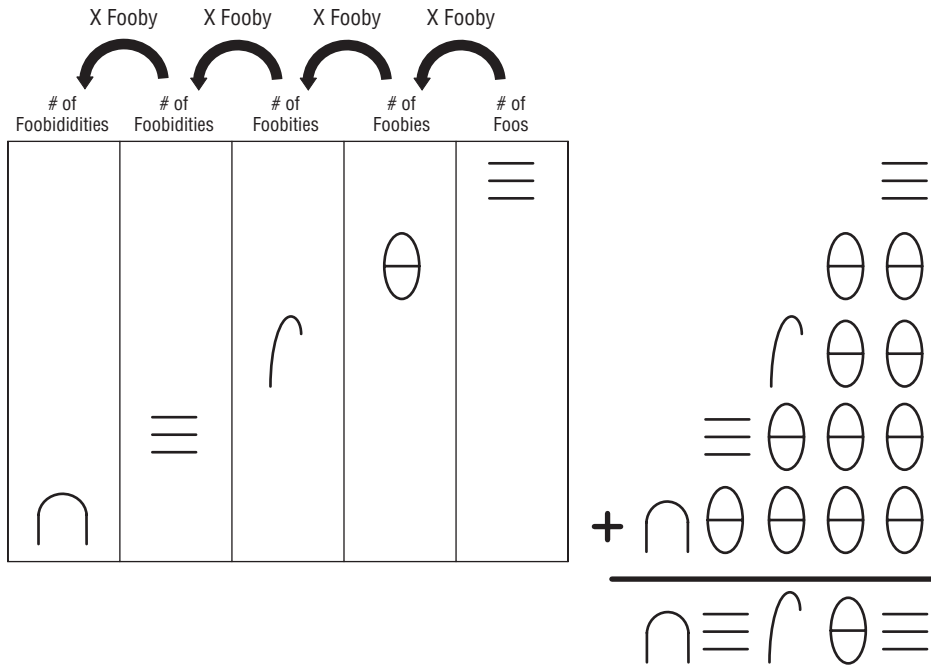 X Fooby X Fooby X Fooby X Fooby
# of # of # of # of # of
Foobididities Foobidities Foobities Foobies Foos
+